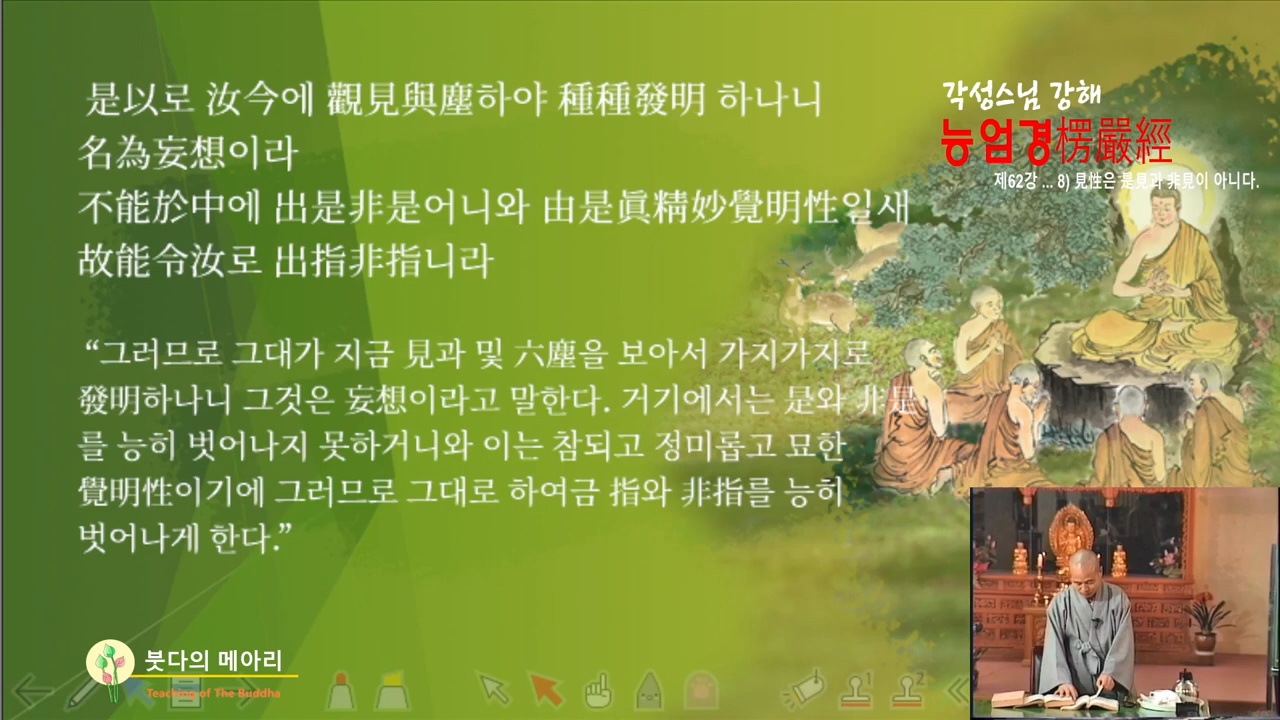 是以로 汝今에 觀見與塵하야 種種發明 하나니
名為妄想이라
不能於中에 出是非是어니와 由是眞精妙覺明性일새
故能令汝로 出指非指니라
“그러므로 그대가 지금 見과 및 六塵을 보아서 가지가지로
發明하나니 그것은 妄想이라고 말한다. 거기에서는 是와 非是
를 능히 벗어나지 못하거니와 이는 참되고 정미롭고 묘한
覺明性이기에 그러므로 그대로 하여금 指와 非指를 능히
벗어나게 한다.”
각성스님 강해
능엄경楞嚴經
제62강 ... 8) 見性은 是見과 非見이 아니다.
붓다의 메아리
Teaching of The Buddha
1
2